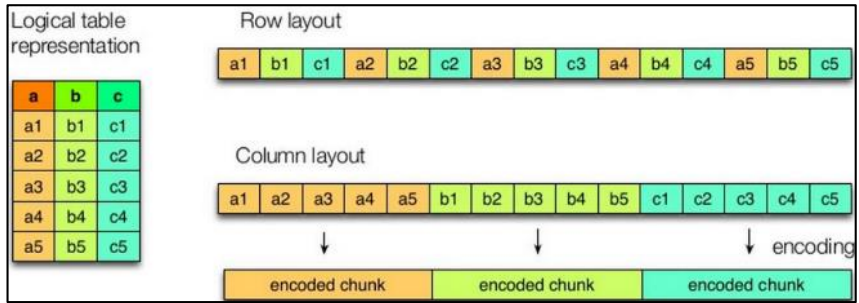 Logical table
representation
a b c
a1 b1 c1
a2 b2 c2
a3 b3 c3
a4 b4 c4
a5 b5 c5
Row layout
a1 b1 c1 a2 b2 c2 a3 b3 c3 a4 b4 c4 a5 b5 c5
Column layout
a1 a2 a3 a4 a5 b1 b2 b3 b4 b5 c1 c2 c3 c4 c5
encoding
encoded chunk encoded chunk encoded chunk